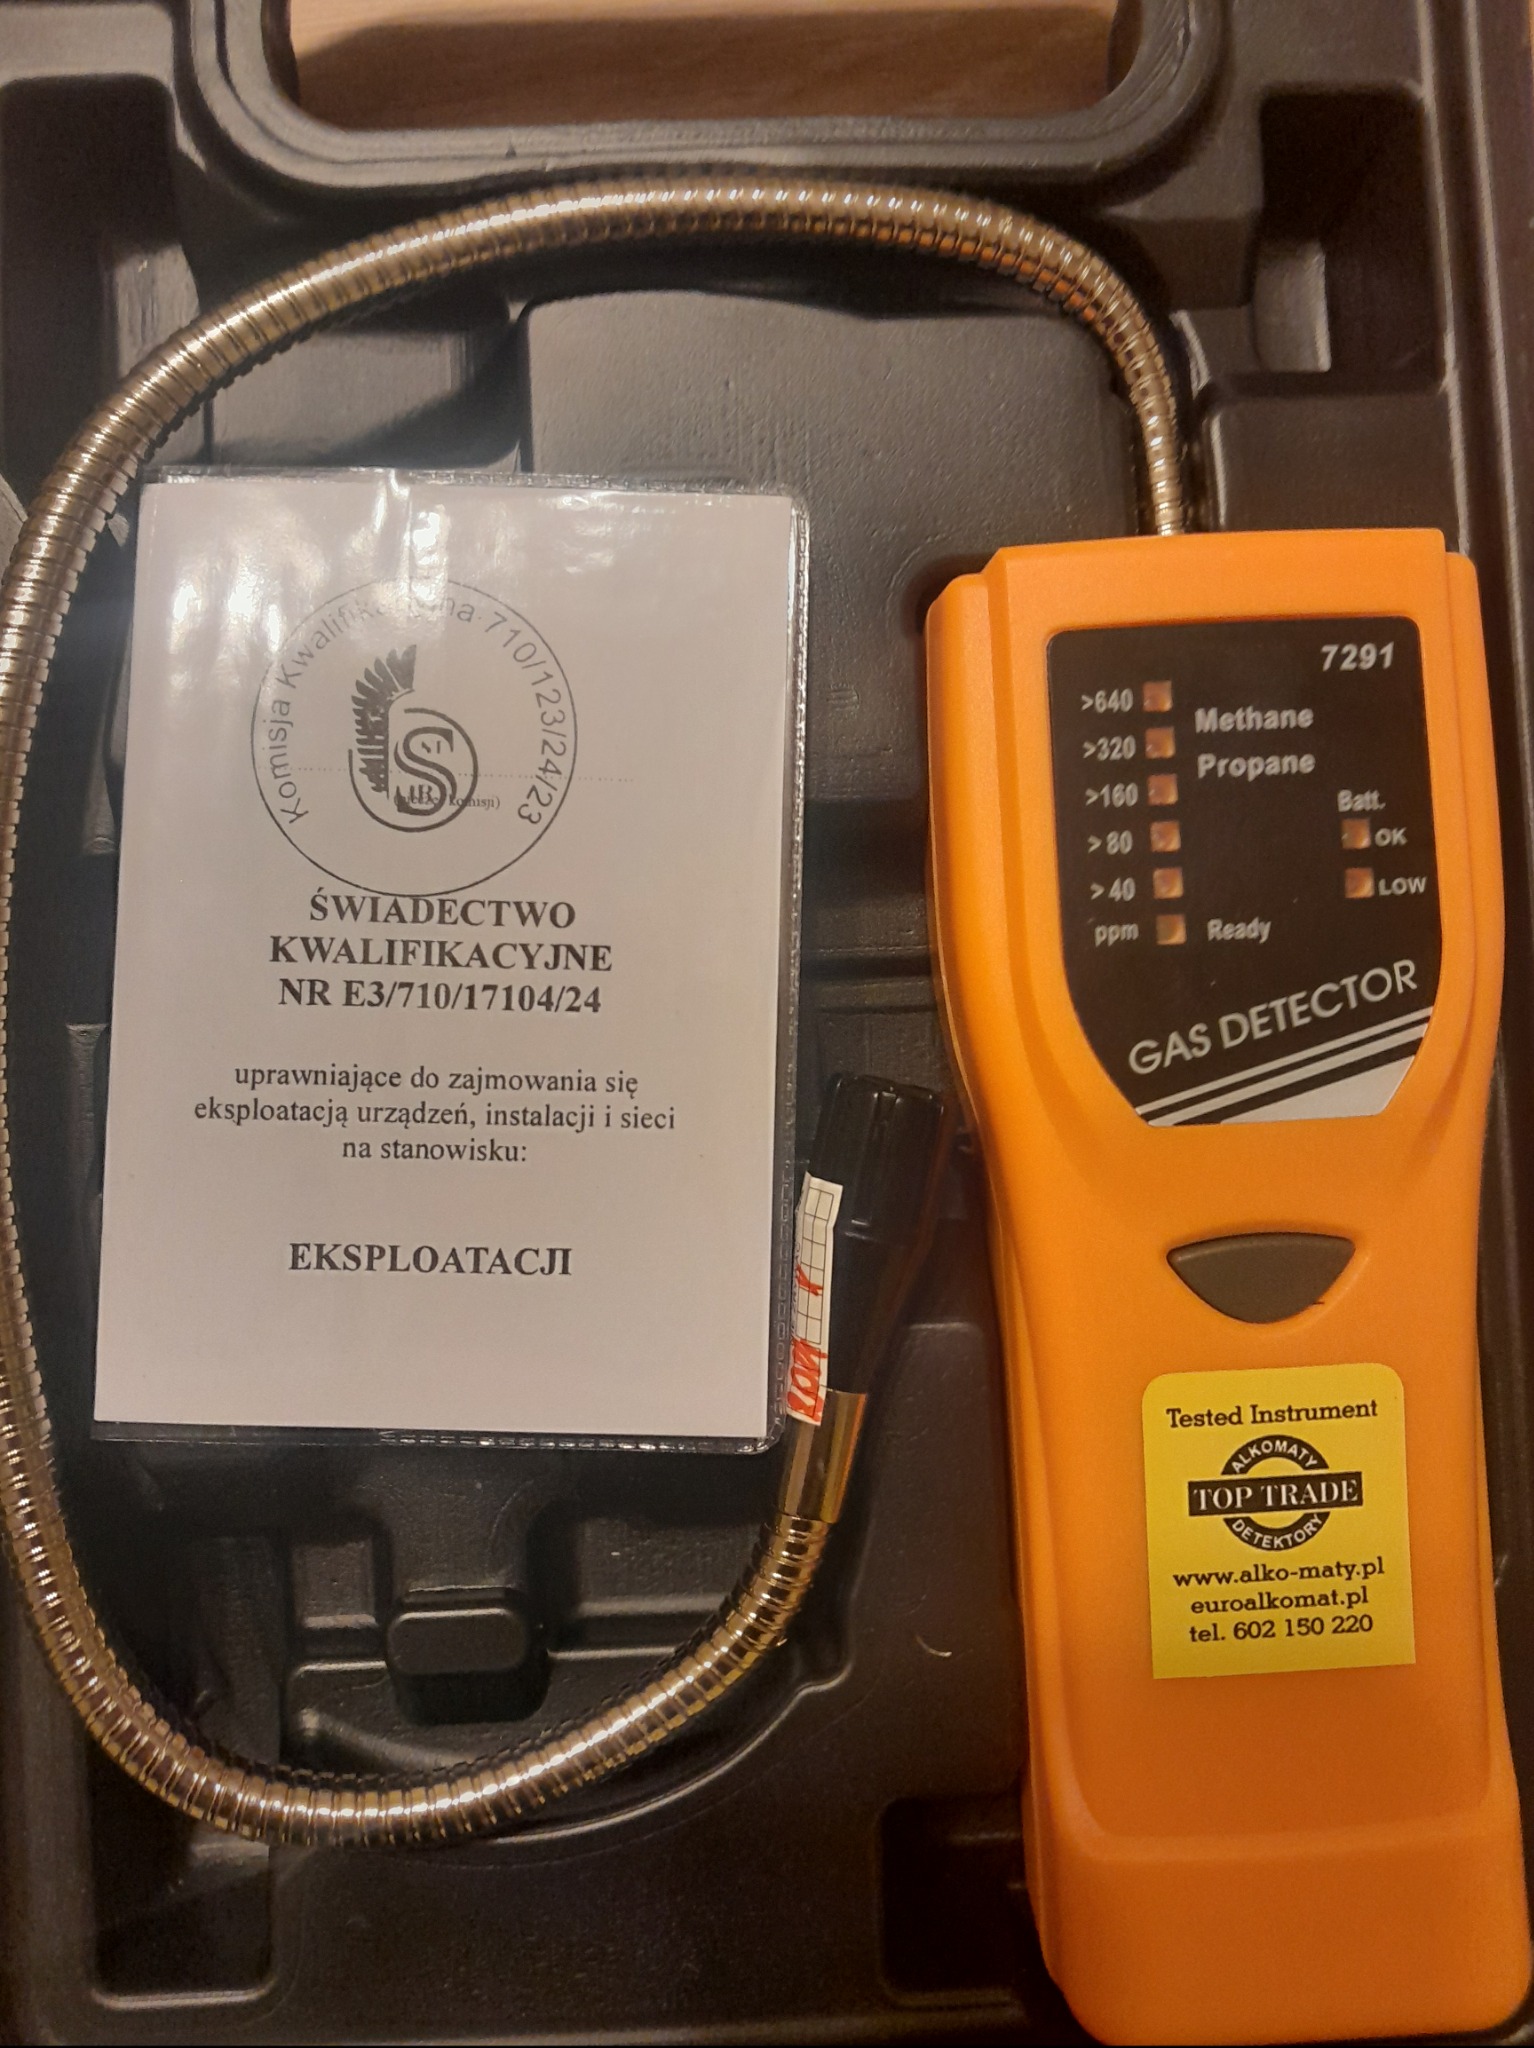 Komisja Kwalifikacyjna 710/123/24/23
(pieczęć komisji)
ŚWIADECTWO
KWALIFIKACYJNE
NR E3/710/17104/24
uprawniające do zajmowania się
eksploatacją urządzeń, instalacji i sieci
na stanowisku:
EKSPLOATACJI
7291
>640
Methane
>320
Propane
>160
Batt.
>80
OK
>40
LOW
ppm
Ready
GAS DETECTOR
Tested Instrument
ALKOMATY
TOP TRADE
DETEKTORY
www.alko-maty.pl
euroalkomat.pl
tel. 602 150 220